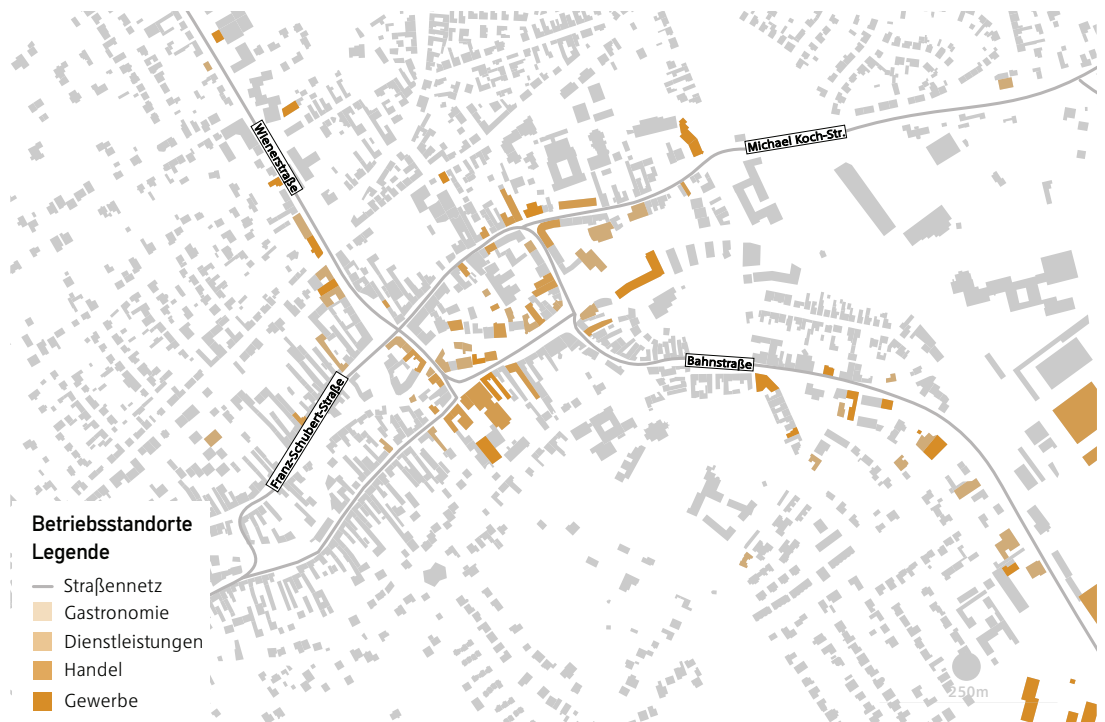 Wienerstraße
Michael Koch-Str.
Bahnstraße
Franz-Schubert-Straße
Betriebsstandorte
Legende
Straßennetz
Gastronomie
Dienstleistungen
Handel
Gewerbe
250m